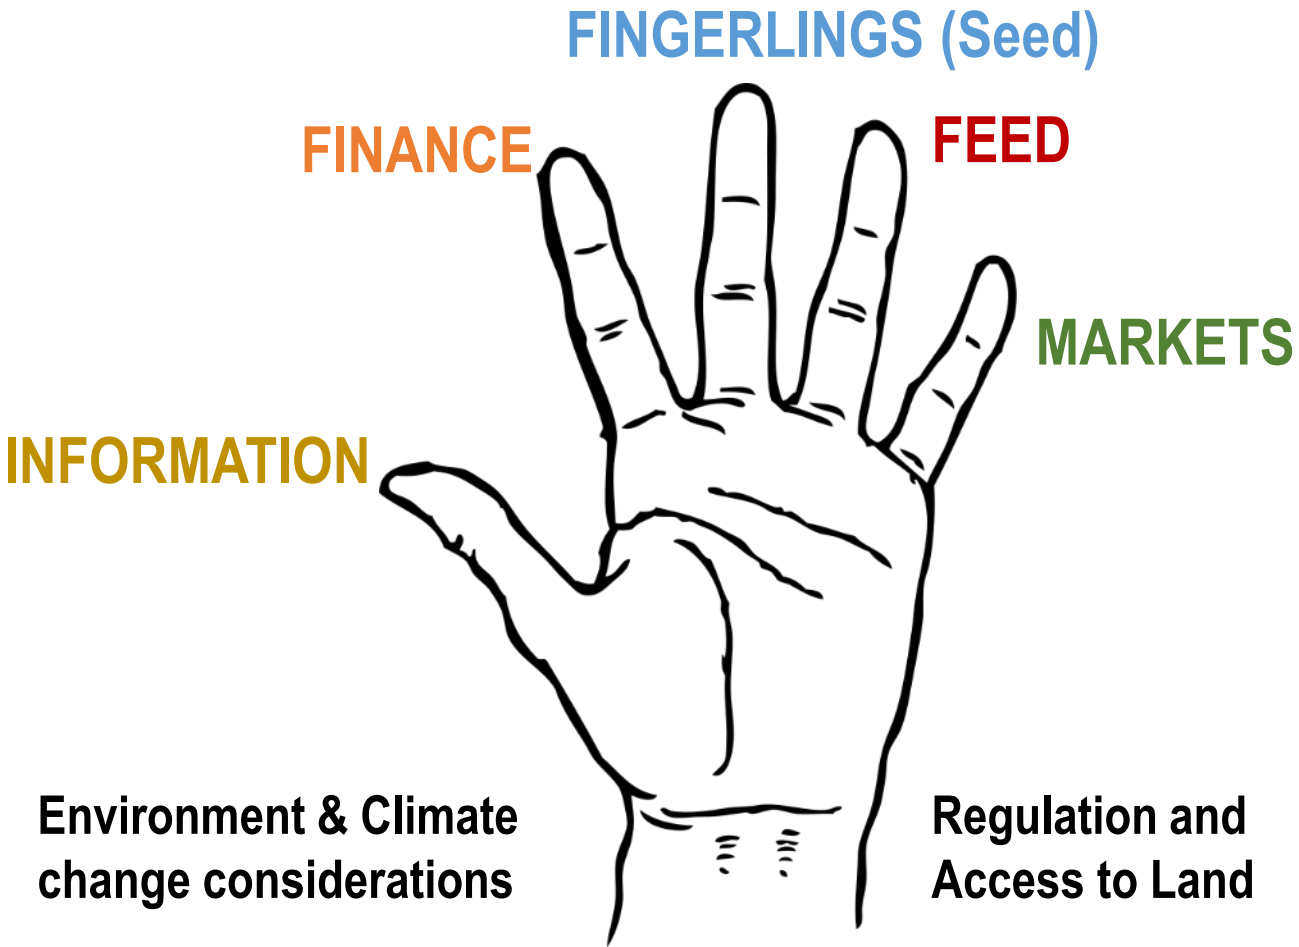 FINGERLINGS (Seed)
FINANCE
FEED
MARKETS
INFORMATION
Environment & Climate
change considerations
Regulation and
Access to Land